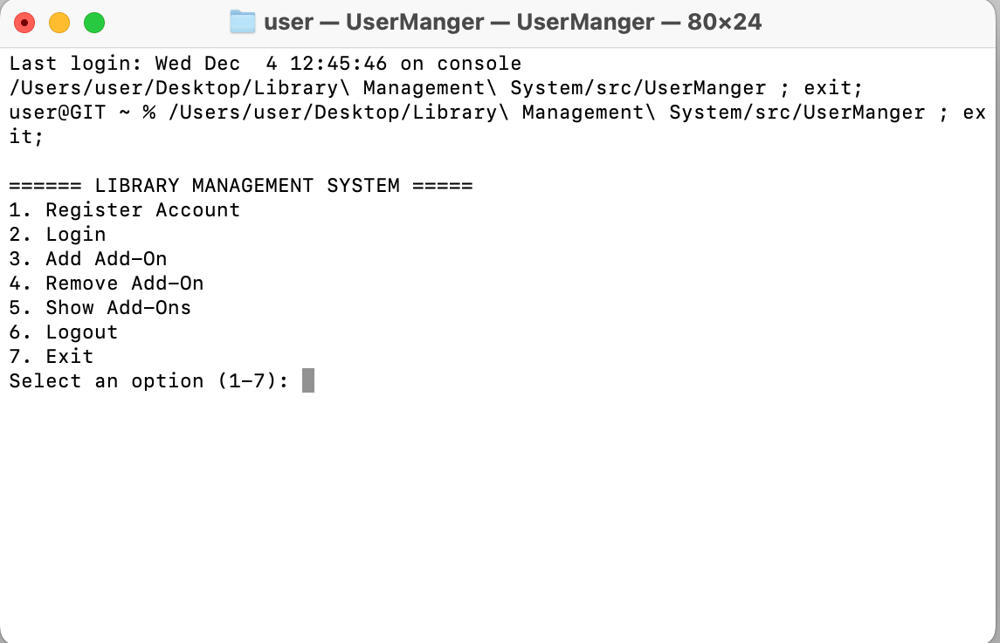 user — UserManger — UserManger — 80×24
Last login: Wed Dec  4 12:45:46 on console
/Users/user/Desktop/Library\ Management\ System/src/UserManger ; exit;
user@GIT ~ % /Users/user/Desktop/Library\ Management\ System/src/UserManger ; ex
it;
====== LIBRARY MANAGEMENT SYSTEM =====
1. Register Account
2. Login
3. Add Add-On
4. Remove Add-On
5. Show Add-Ons
6. Logout
7. Exit
Select an option (1-7):